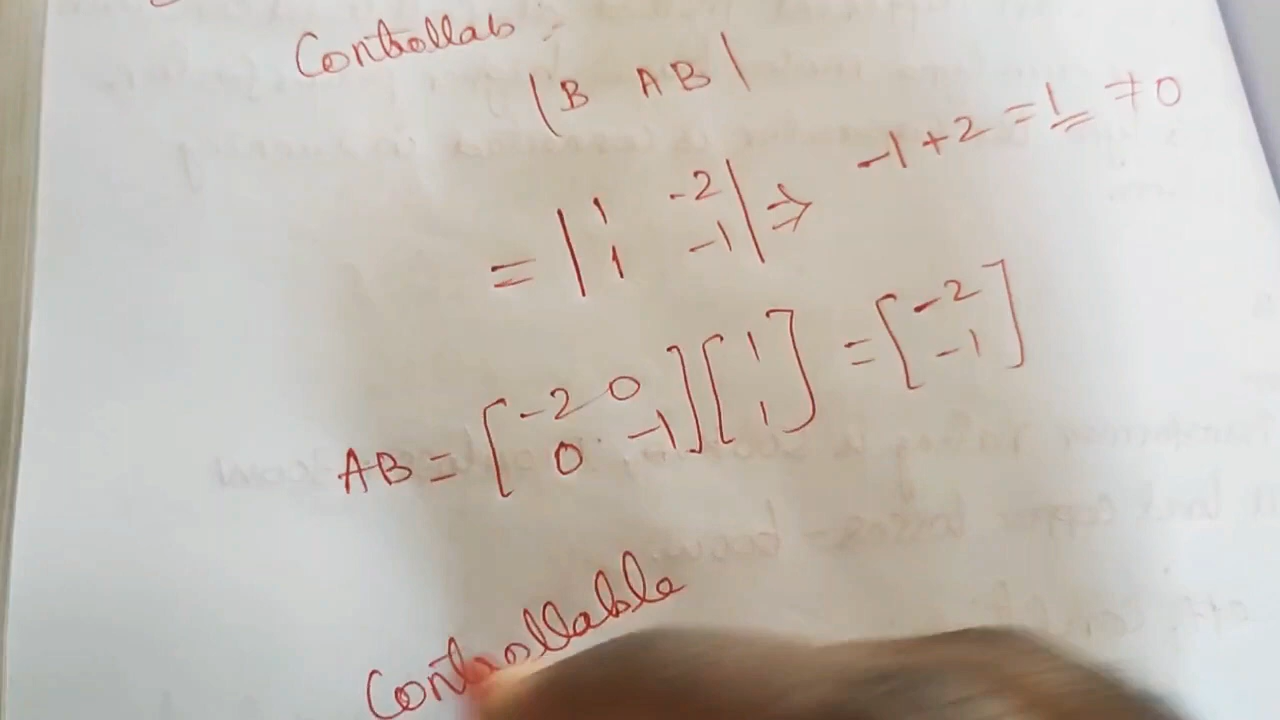 Controllab :
|B AB|
= |1 -2| ⇒ -1+2 = 1 ≠ 0
|1 -1|
AB = [-2 0] [1] = [-2]
[0 -1] [1] [-1]
Controllable